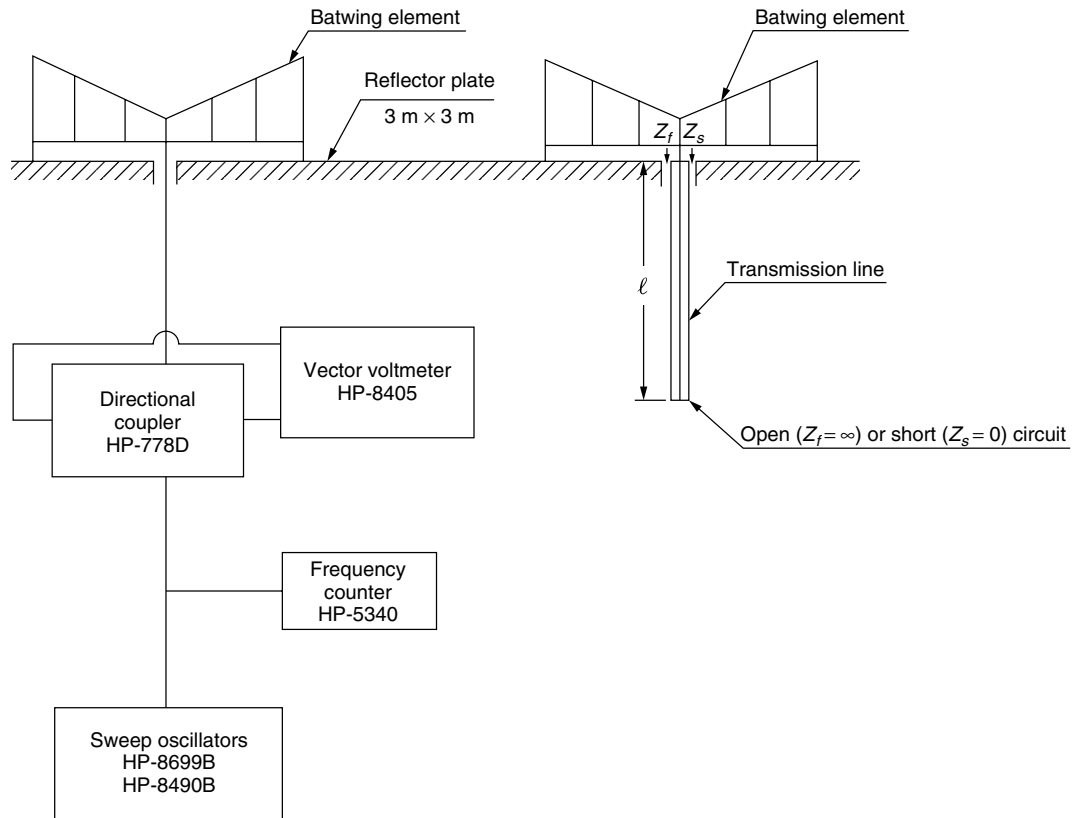 Batwing element
Batwing element
Reflector plate
3 m × 3 m
Z_f Z_s
ℓ
Transmission line
Vector voltmeter
HP-8405
Directional
coupler
HP-778D
Open (Z_f = ∞) or short (Z_s = 0) circuit
Frequency
counter
HP-5340
Sweep oscillators
HP-8699B
HP-8490B